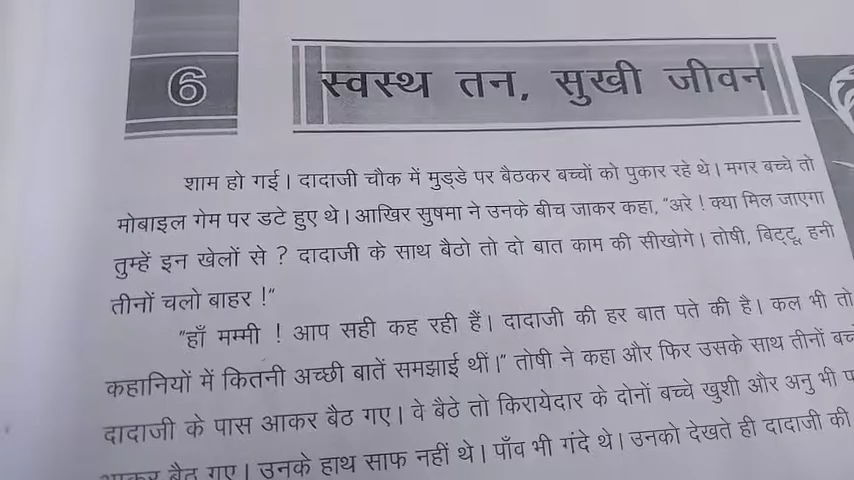 6
स्वस्थ तन, सुखी जीवन
शाम हो गई। दादाजी चौक में मुड्डे पर बैठकर बच्चों को पुकार रहे थे। मगर बच्चे तो
मोबाइल गेम पर डटे हुए थे। आखिर सुषमा ने उनके बीच जाकर कहा, "अरे ! क्या मिल जाएगा
तुम्हें इन खेलों से ? दादाजी के साथ बैठो तो दो बात काम की सीखोगे। तोषी, बिट्टू, हनी
तीनों चलो बाहर !"
"हाँ मम्मी ! आप सही कह रही हैं। दादाजी की हर बात पते की है। कल भी तो
कहानियों में कितनी अच्छी बातें समझाई थीं।" तोषी ने कहा और फिर उसके साथ तीनों
दादाजी के पास आकर बैठ गए। वे बैठे तो किरायेदार के दोनों बच्चे खुशी और अनु भी
आकर बैठ गए। उनके हाथ साफ नहीं थे। पाँव भी गंदे थे। उनको देखते ही दादाजी की